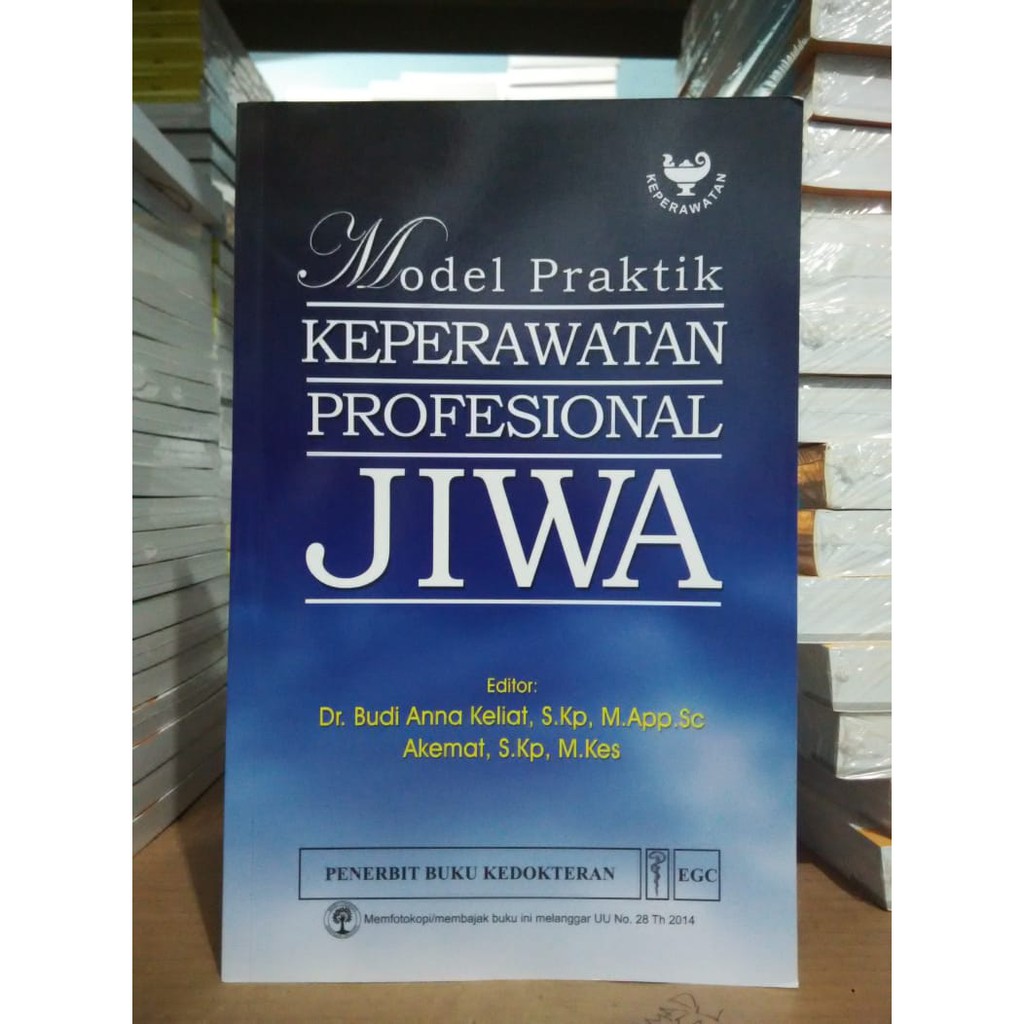 KEPERAWATAN
Model Praktik
KEPERAWATAN
PROFESIONAL
JIWA
Editor:
Dr. Budi Anna Keliat, S.Kp, M.App.Sc
Akemat, S.Kp, M.Kes
PENERBIT BUKU KEDOKTERAN EGC
Memfotokopi/membajak buku ini melanggar UU No. 28 Th 2014